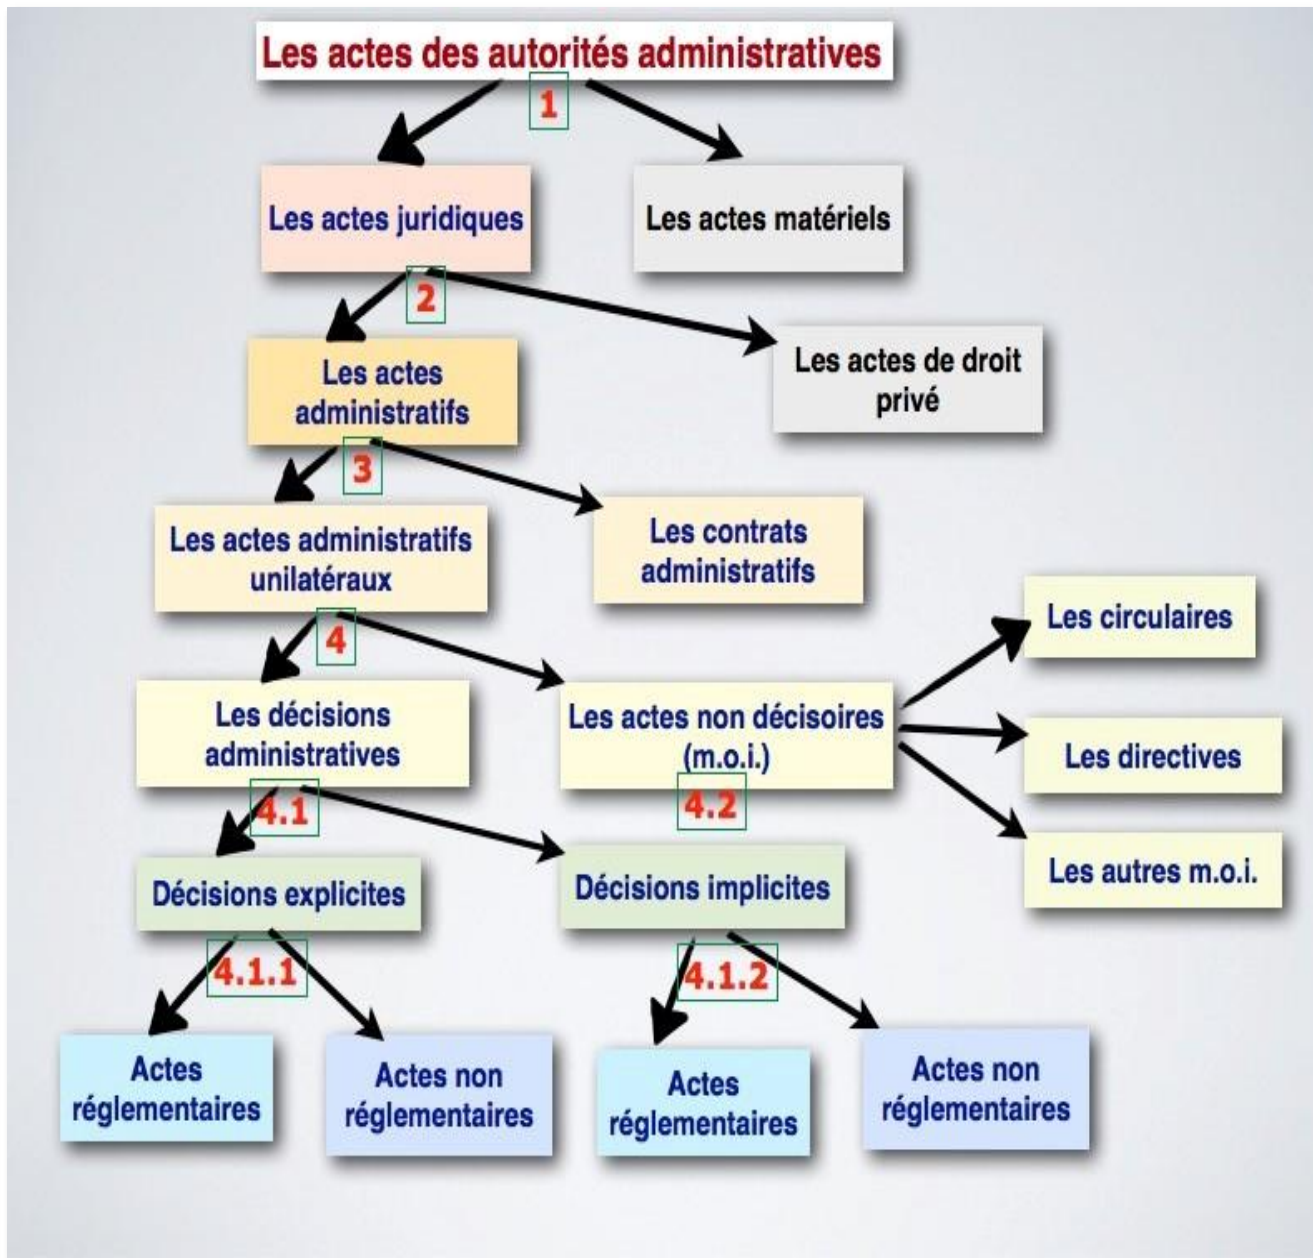 Les actes des autorités administratives
1
Les actes juridiques
Les actes matériels
2
Les actes
administratifs
Les actes de droit
privé
3
Les actes administratifs
unilatéraux
Les contrats
administratifs
4
Les décisions
administratives
Les actes non décisoires
(m.o.i.)
Les circulaires
Les directives
Les autres m.o.i.
4.1
4.2
Décisions explicites
Décisions implicites
4.1.1
4.1.2
Actes
réglementaires
Actes non
réglementaires
Actes
réglementaires
Actes non
réglementaires